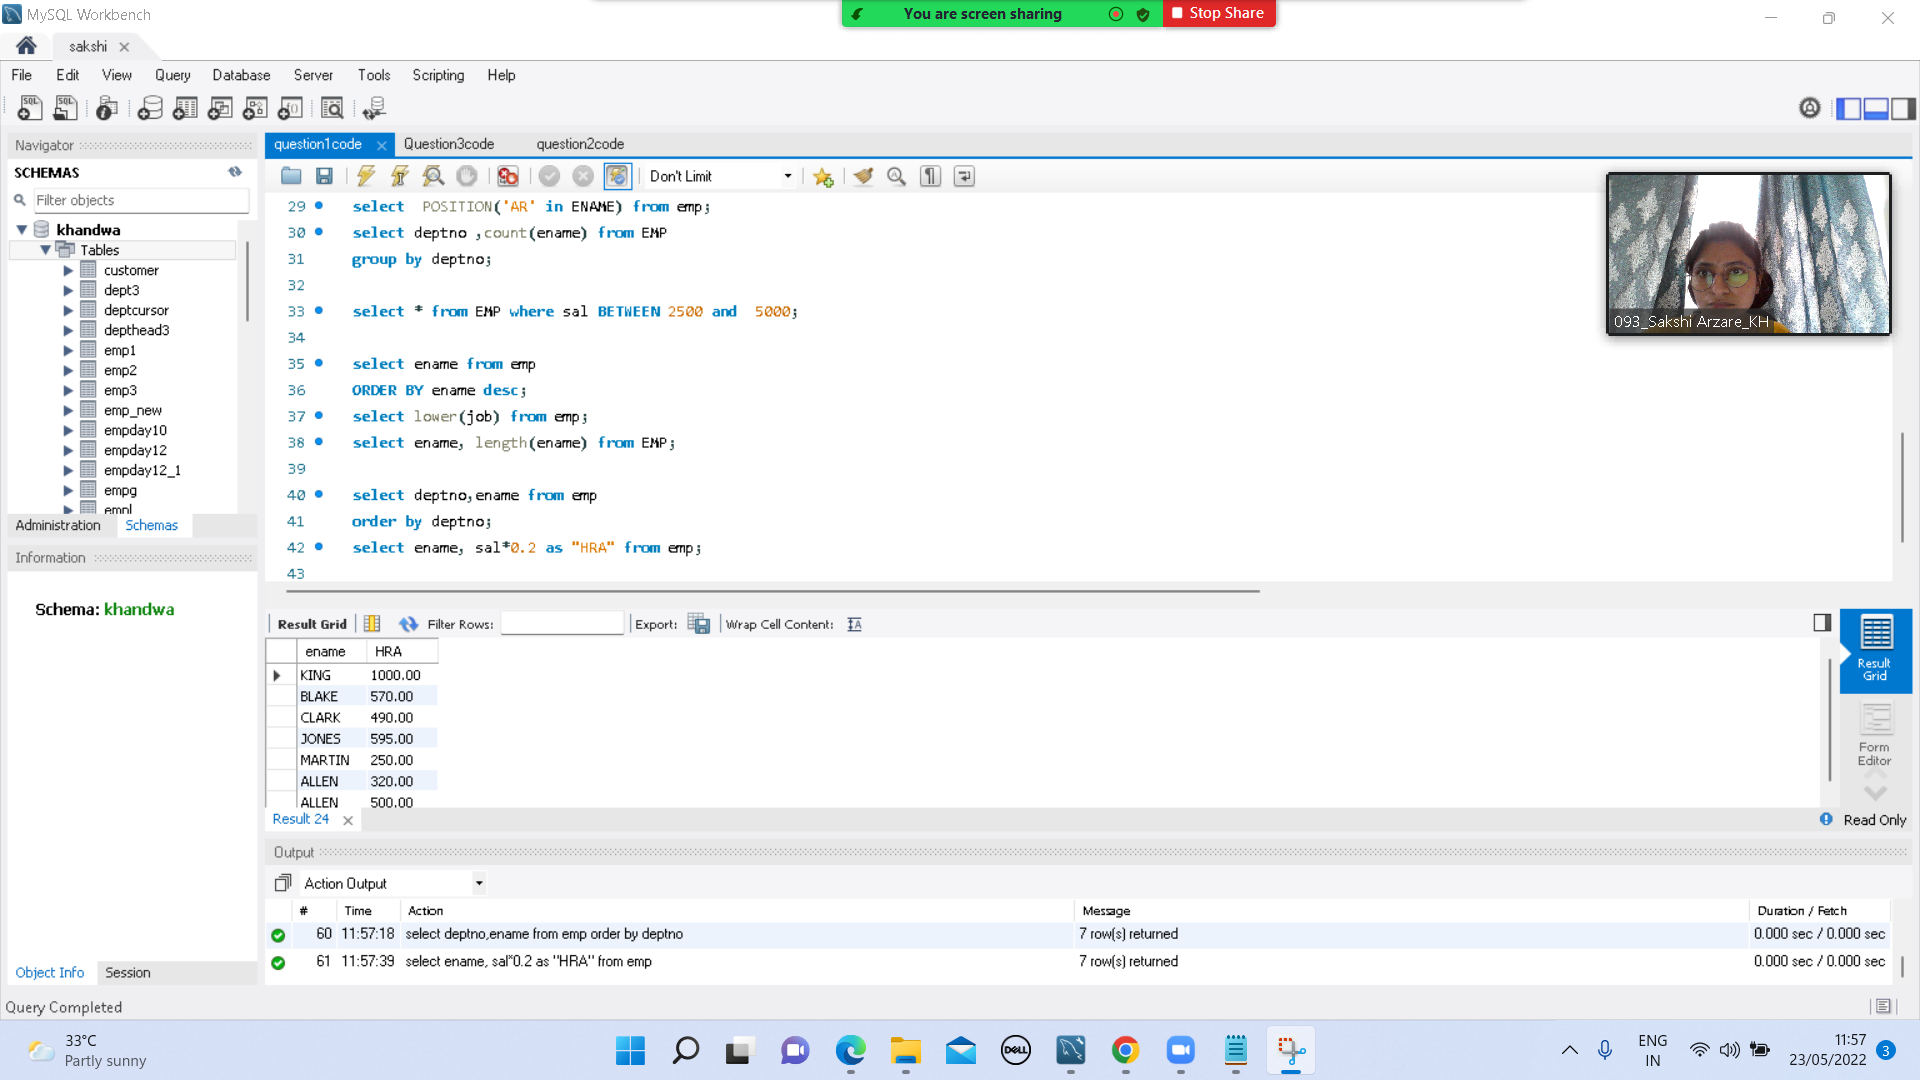 MySQL Workbench
You are screen sharing
Stop Share
sakshi
File Edit View Query Database Server Tools Scripting Help
Navigator
SCHEMAS
Filter objects
khandwa
Tables
customer
dept3
deptcursor
depthead3
emp1
emp2
emp3
emp_new
empday10
empday12
empday12_1
empg
empl
Administration Schemas
Information
Schema: khandwa
Object Info Session
question1code Question3code question2code
Don't Limit
29 select POSITION('AR' in ENAME) from emp;
30 select deptno ,count(ename) from EMP
31 group by deptno;
32
33 select * from EMP where sal BETWEEN 2500 and 5000;
34
35 select ename from emp
36 ORDER BY ename desc;
37 select lower(job) from emp;
38 select ename, length(ename) from EMP;
39
40 select deptno,ename from emp
41 order by deptno;
42 select ename, sal*0.2 as "HRA" from emp;
43
093_Sakshi Arzare_KH
Result Grid Filter Rows: Export: Wrap Cell Content:
ename HRA
KING 1000.00
BLAKE 570.00
CLARK 490.00
JONES 595.00
MARTIN 250.00
ALLEN 320.00
ALLEN 500.00
Result Grid
Form Editor
Result 24
Read Only
Output
Action Output
# Time Action Message Duration / Fetch
60 11:57:18 select deptno,ename from emp order by deptno 7 row(s) returned 0.000 sec / 0.000 sec
61 11:57:39 select ename, sal*0.2 as "HRA" from emp 7 row(s) returned 0.000 sec / 0.000 sec
Query Completed
33°C
Partly sunny
DELL
ENG
IN
11:57
23/05/2022
3